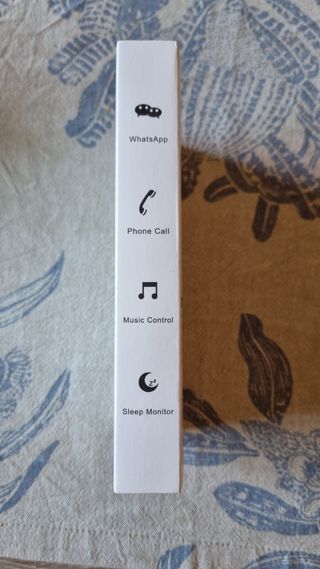 WhatsApp
Phone Call
Music Control
Sleep Monitor